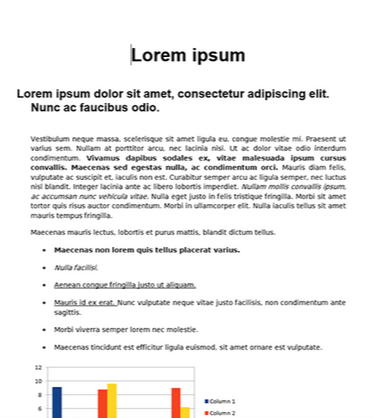 Lorem ipsum
Lorem ipsum dolor sit amet, consectetur adipiscing elit.
Nunc ac faucibus odio.
Vestibulum neque massa, scelerisque sit amet ligula eu, congue molestie mi. Praesent ut
varius sem. Nullam at porttitor arcu, nec lacinia nisi. Ut ac dolor vitae odio interdum
condimentum. Vivamus dapibus sodales ex, vitae malesuada ipsum cursus
convallis. Maecenas sed egestas nulla, ac condimentum orci. Mauris diam felis,
vulputate ac suscipit et, iaculis non est. Curabitur semper arcu ac ligula semper, nec luctus
nisl blandit. Integer lacinia ante ac libero lobortis imperdiet. Nullam mollis convallis ipsum,
ac accumsan nunc vehicula vitae. Nulla eget justo in felis tristique fringilla. Morbi sit amet
tortor quis risus auctor condimentum. Morbi in ullamcorper elit. Nulla iaculis tellus sit amet
mauris tempus fringilla.
Maecenas mauris lectus, lobortis et purus mattis, blandit dictum tellus.
• Maecenas non lorem quis tellus placerat varius.
• Nulla facilisi.
• Aenean congue fringilla justo ut aliquam.
• Mauris id ex erat. Nunc vulputate neque vitae justo facilisis, non condimentum ante
sagittis.
• Morbi viverra semper lorem nec molestie.
• Maecenas tincidunt est efficitur ligula euismod, sit amet ornare est vulputate.
12
10
8
6
Column 1
Column 2